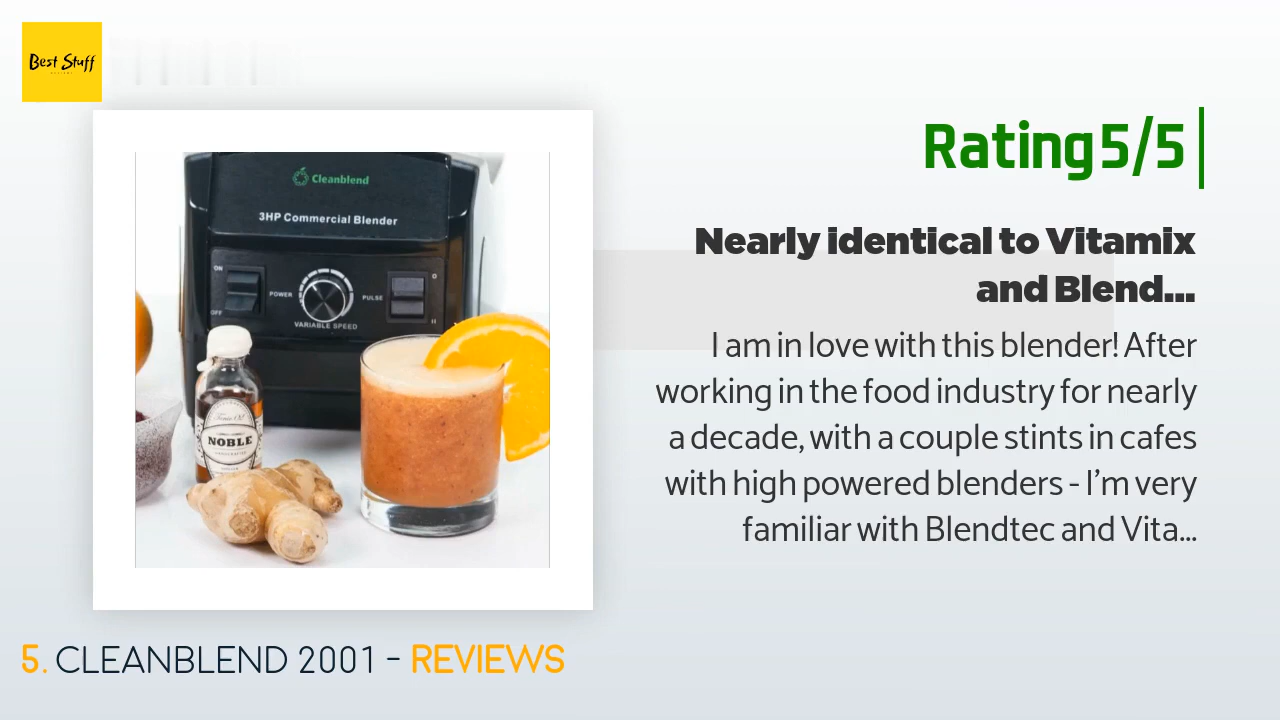 Best Stuff
Cleanblend
3HP Commercial Blender
ON
OFF
POWER
VARIABLE SPEED
PULSE
O
II
NOBLE
Rating 5/5
Nearly identical to Vitamix
and Blend...
I am in love with this blender! After
working in the food industry for nearly
a decade, with a couple stints in cafes
with high powered blenders - I'm very
familiar with Blendtec and Vita...
5. CLEANBLEND 2001 - REVIEWS